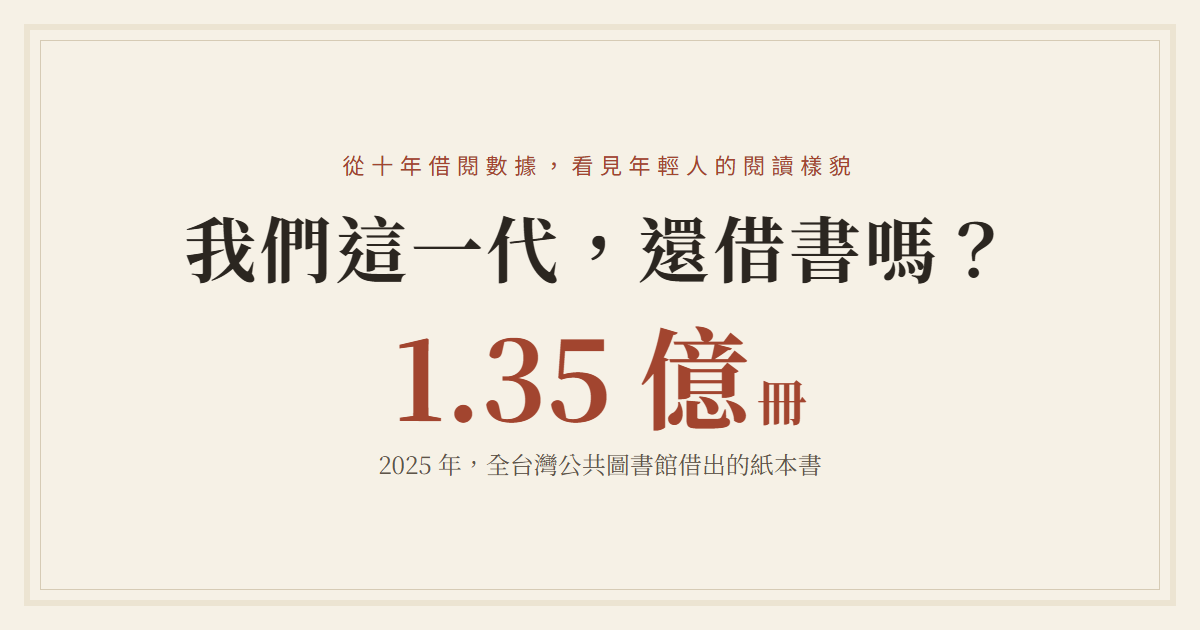 從十年借閱數據，看見年輕人的閱讀樣貌
我們這一代，還借書嗎？
1.35 億冊
2025 年，全台灣公共圖書館借出的紙本書